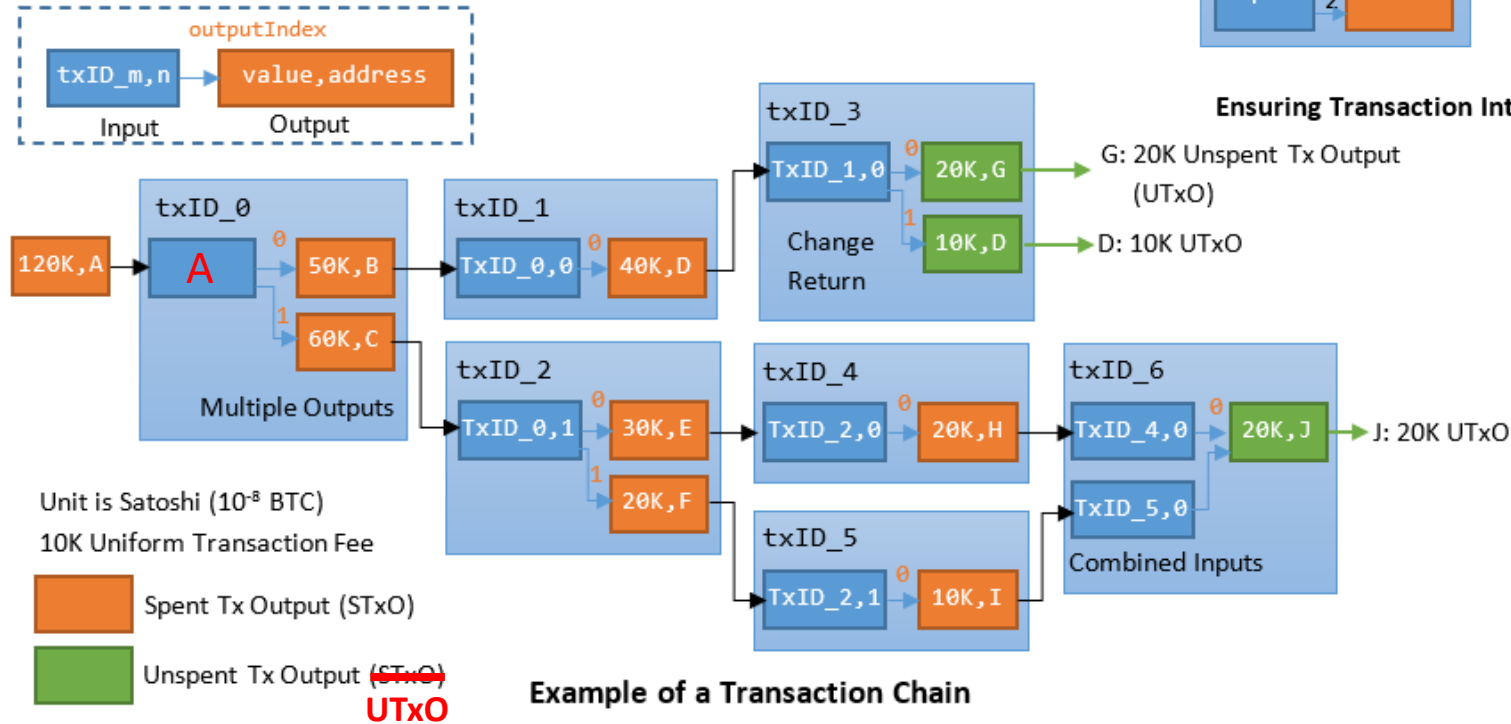 outputIndex
txID_m,n
value,address
Input
Output
2
Ensuring Transaction Int
txID_0
120K,A
A
0
50K,B
1
60K,C
Multiple Outputs
txID_1
TxID_0,0
0
40K,D
txID_3
TxID_1,0
0
20K,G
1
10K,D
Change
Return
G: 20K Unspent Tx Output
(UTxO)
D: 10K UTxO
txID_2
TxID_0,1
0
30K,E
1
20K,F
txID_4
TxID_2,0
0
20K,H
txID_5
TxID_2,1
0
10K,I
txID_6
TxID_4,0
0
20K,J
TxID_5,0
Combined Inputs
J: 20K UTxO
Unit is Satoshi (10⁻⁸ BTC)
10K Uniform Transaction Fee
Spent Tx Output (STxO)
Unspent Tx Output (STxO)
UTxO
Example of a Transaction Chain